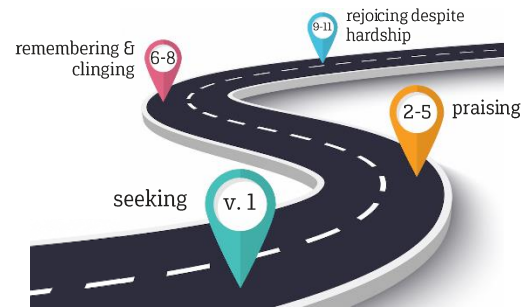 rejoicing despite
hardship
9-11
remembering &
clinging
6-8
2-5
praising
seeking
v. 1